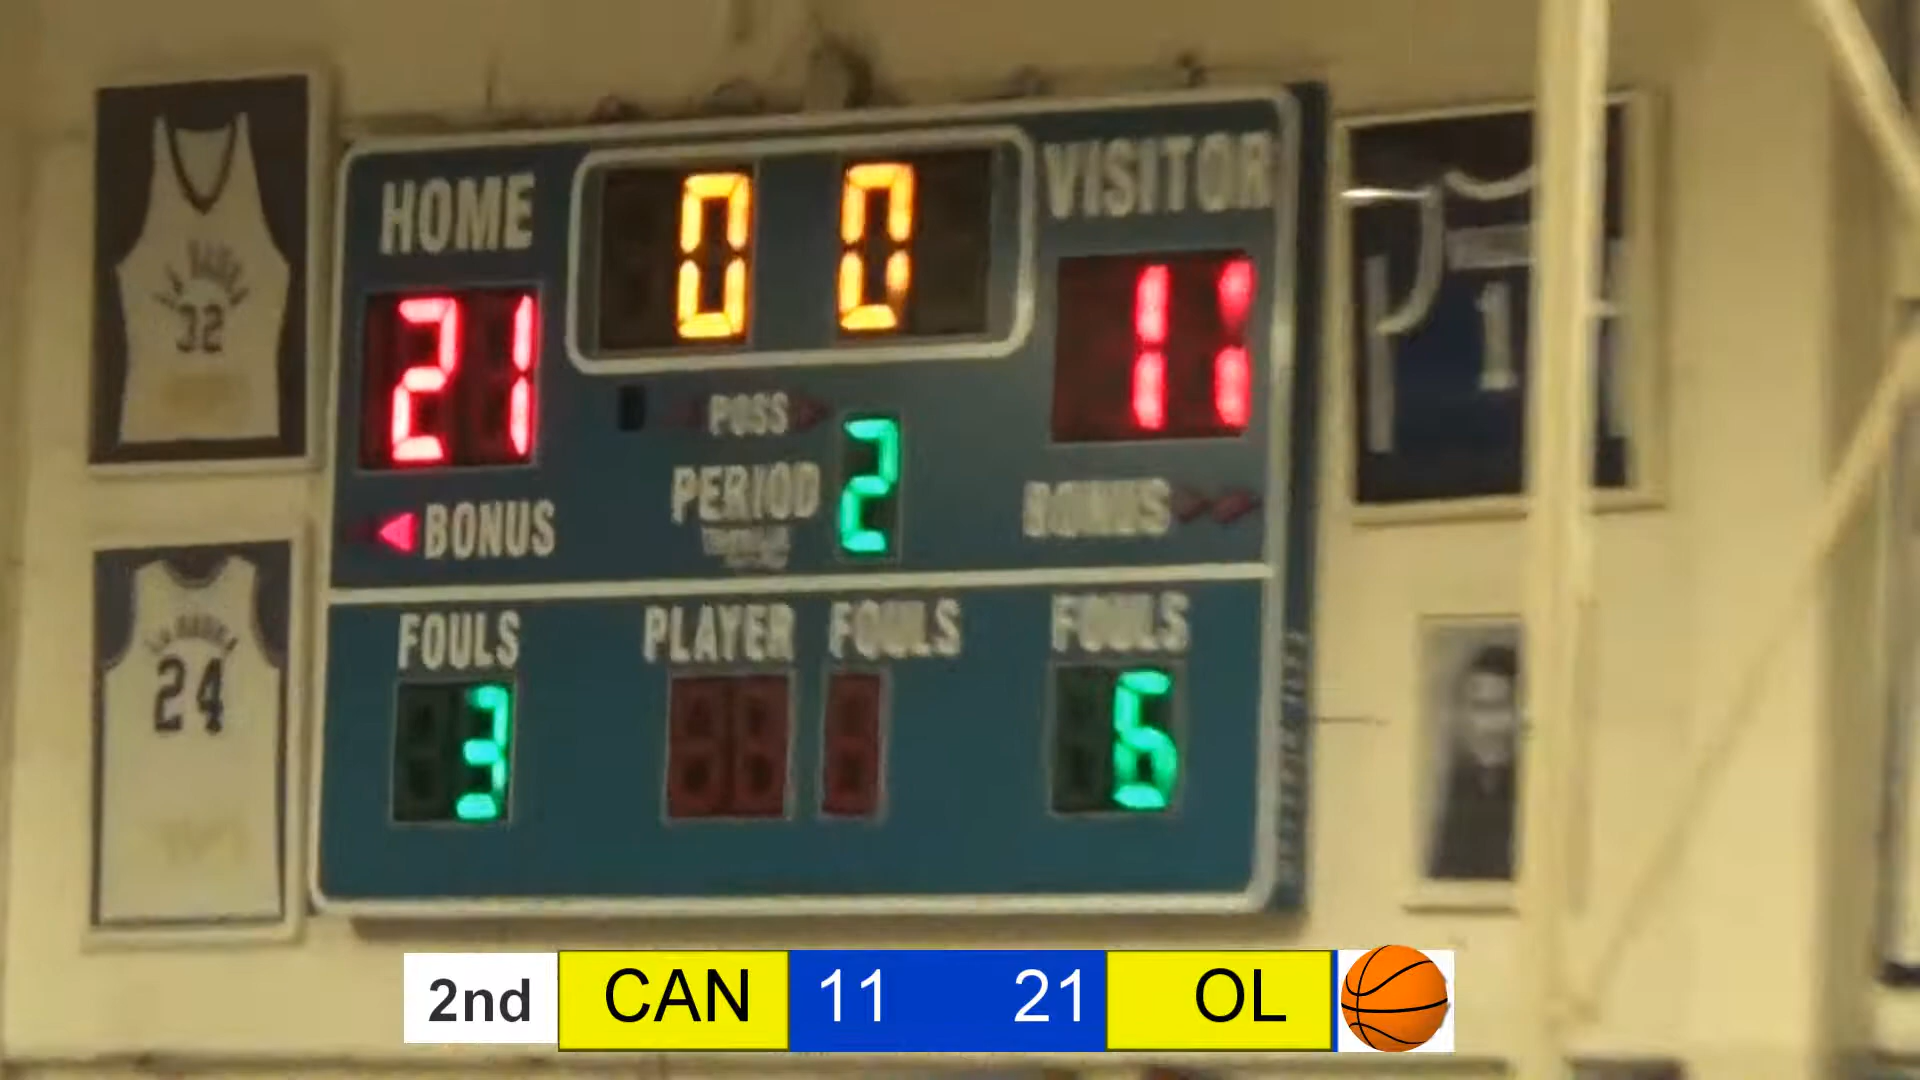 HOME
0 0
VISITOR
21
11
POSS
PERIOD 2
BONUS
BONUS
FOULS
PLAYER FOULS
FOULS
3
6
32
24
1
2nd CAN 11 21 OL